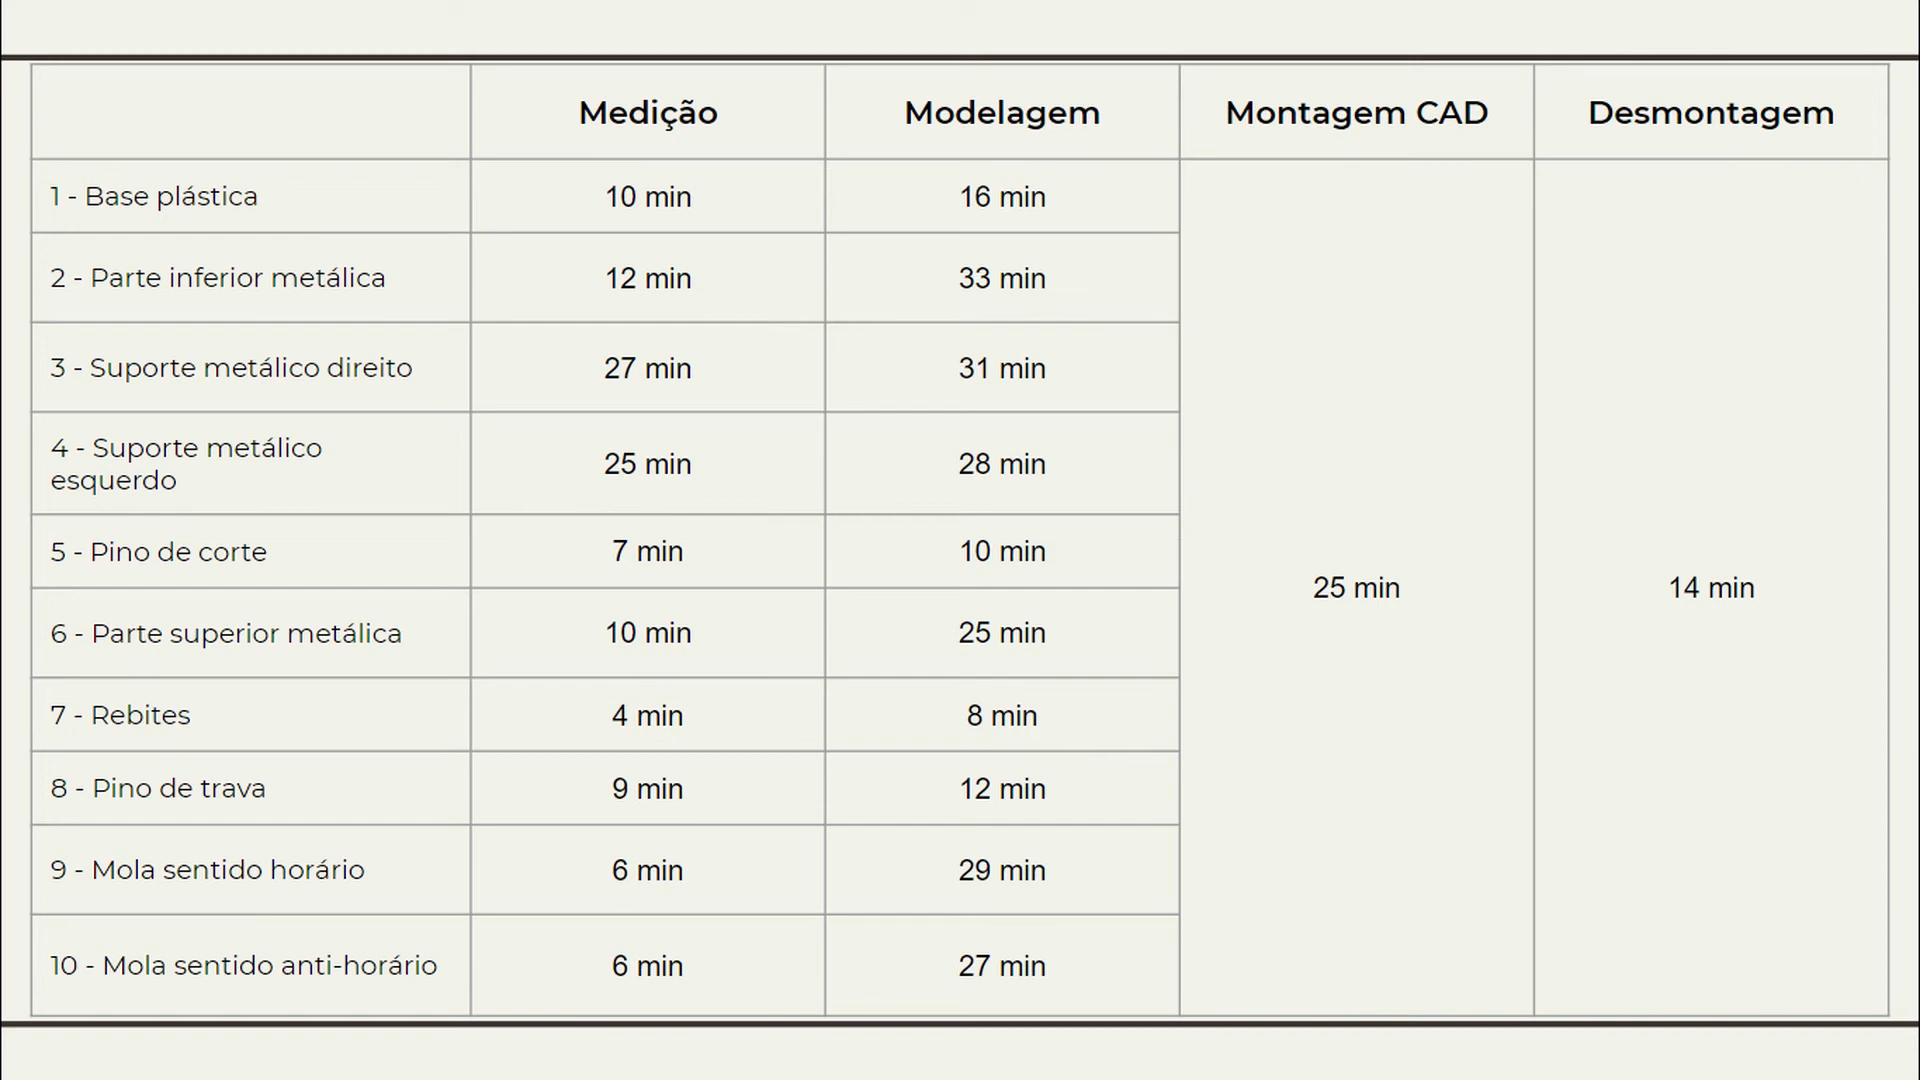 Medição Modelagem Montagem CAD Desmontagem
1 - Base plástica 10 min 16 min
2 - Parte inferior metálica 12 min 33 min
3 - Suporte metálico direito 27 min 31 min
4 - Suporte metálico
esquerdo 25 min 28 min
5 - Pino de corte 7 min 10 min
25 min 14 min
6 - Parte superior metálica 10 min 25 min
7 - Rebites 4 min 8 min
8 - Pino de trava 9 min 12 min
9 - Mola sentido horário 6 min 29 min
10 - Mola sentido anti-horário 6 min 27 min